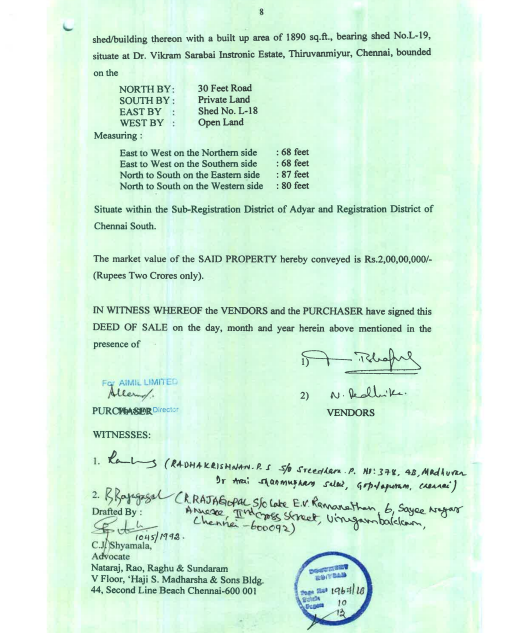 8
shed/building thereon with a built up area of 1890 sq.ft., bearing shed No.L-19,
situate at Dr. Vikram Sarabai Instronic Estate, Thiruvanmiyur, Chennai, bounded
on the
NORTH BY: 30 Feet Road
SOUTH BY: Private Land
EAST BY : Shed No. L-18
WEST BY : Open Land
Measuring :
East to West on the Northern side : 68 feet
East to West on the Southern side : 68 feet
North to South on the Eastern side : 87 feet
North to South on the Western side : 80 feet
Situate within the Sub-Registration District of Adyar and Registration District of
Chennai South.
The market value of the SAID PROPERTY hereby conveyed is Rs.2,00,00,000/-
(Rupees Two Crores only).
IN WITNESS WHEREOF the VENDORS and the PURCHASER have signed this
DEED OF SALE on the day, month and year herein above mentioned in the
presence of
1)
For AIMIL LIMITED
2) N. Radhika.
PURCHASER Director
VENDORS
WITNESSES:
1. (RADHAKRISHNAN. P. S S/o Sreedhara. P. 4B, Madhuvan
Dr Shanmugham Salai, Gopalapuram, Chennai)
2. R. Rajagopal (R. RAJAGOPAL S/o Late E.V. Ramanathan, 6, Sayee Nagar
Annexe, IInd Cross Street, Virugambakkam,
Chennai - 600092)
Drafted By :
1045/1992.
C.J. Shyamala,
Advocate
Nataraj, Rao, Raghu & Sundaram
V Floor, 'Haji S. Madharsha & Sons Bldg.
44, Second Line Beach Chennai-600 001
DOCUMENT
10